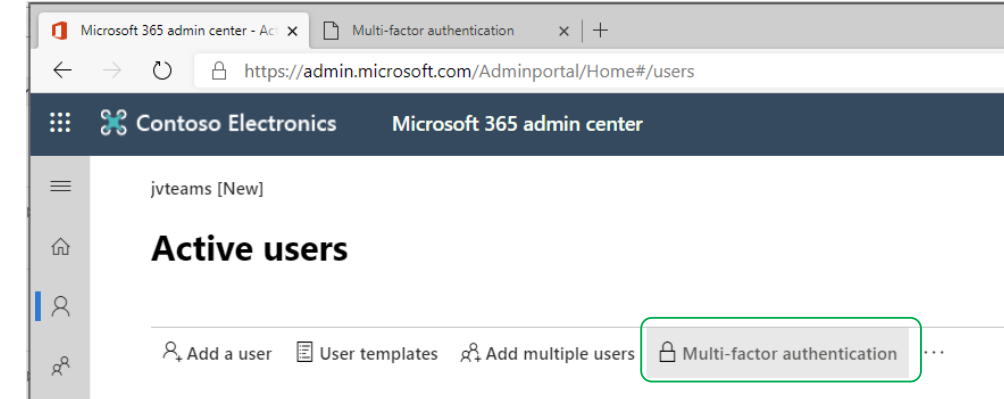 Microsoft 365 admin center - Act
Multi-factor authentication
https://admin.microsoft.com/Adminportal/Home#/users
Contoso Electronics Microsoft 365 admin center
jvteams [New]
Active users
Add a user User templates Add multiple users Multi-factor authentication ...